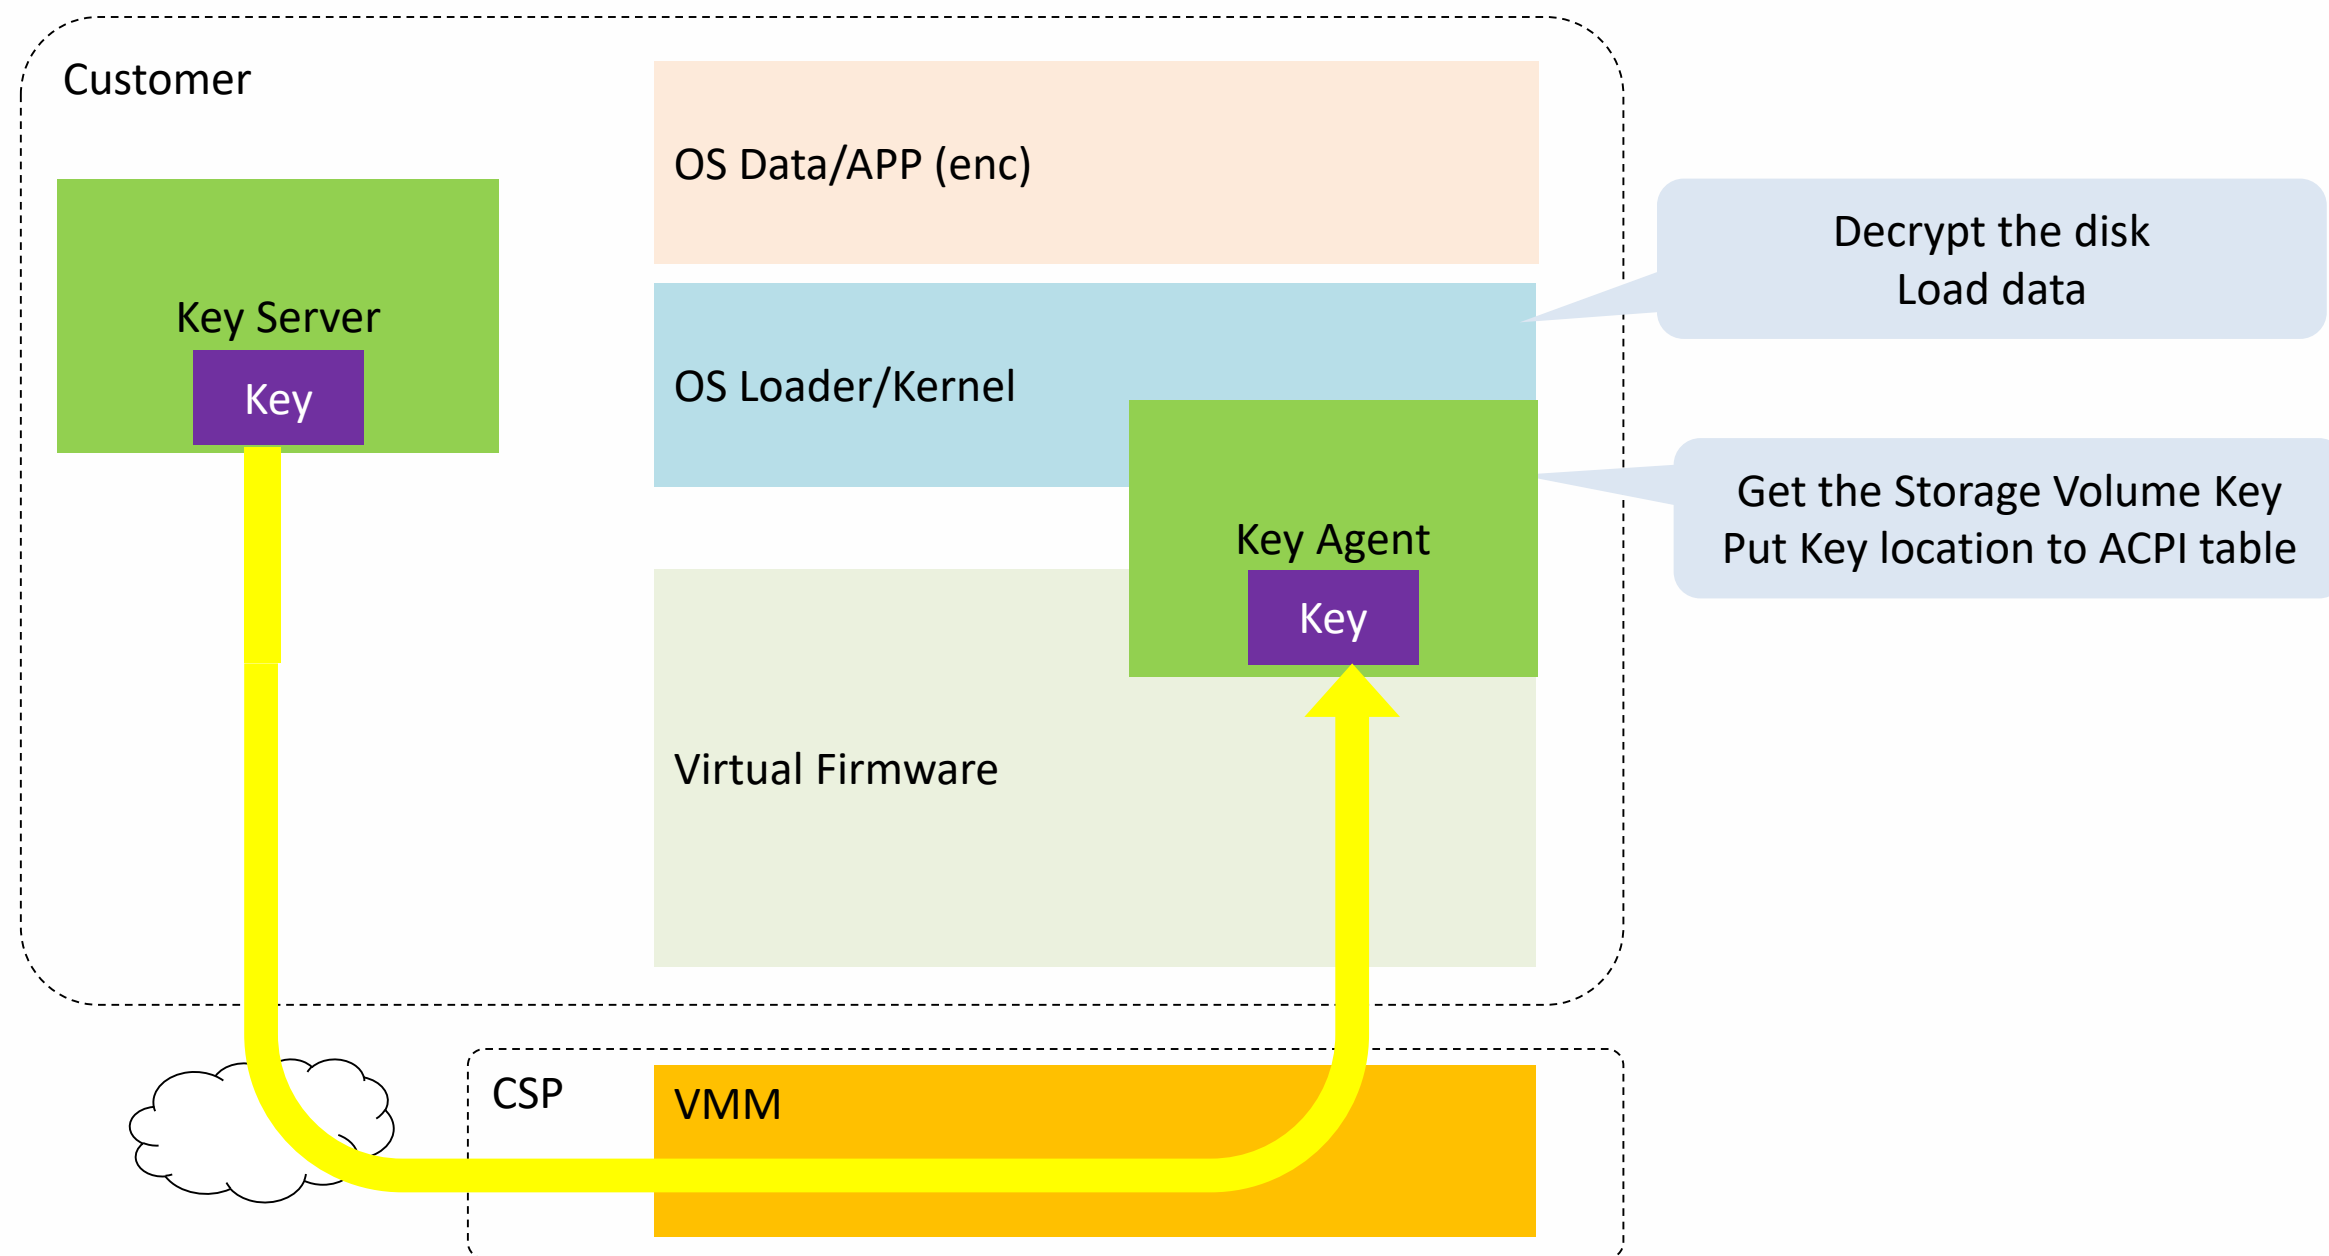 Customer
OS Data/APP (enc)
Key Server
Key
OS Loader/Kernel
Decrypt the disk
Load data
Key Agent
Key
Get the Storage Volume Key
Put Key location to ACPI table
Virtual Firmware
CSP
VMM